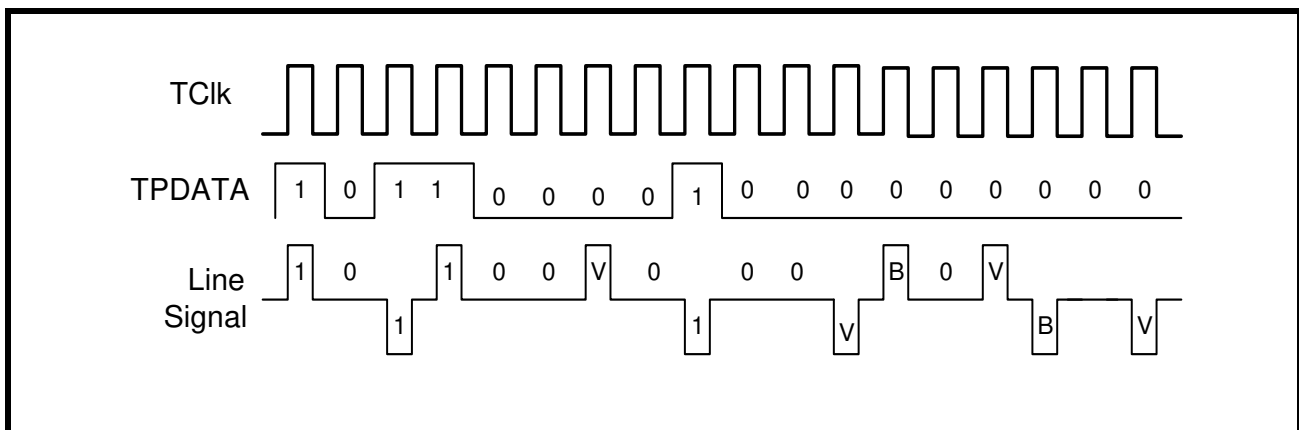 TClk
TPDATA 1 0 1 1 0 0 0 0 1 0 0 0 0 0 0 0 0 0
Line Signal 1 0 1 1 0 0 V 0 1 0 0 V B 0 V B V